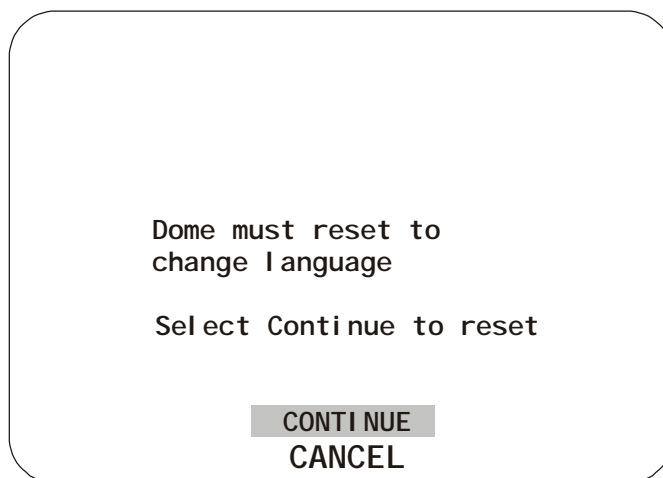 Dome must reset to
change language
Select Continue to reset
CONTINUE
CANCEL